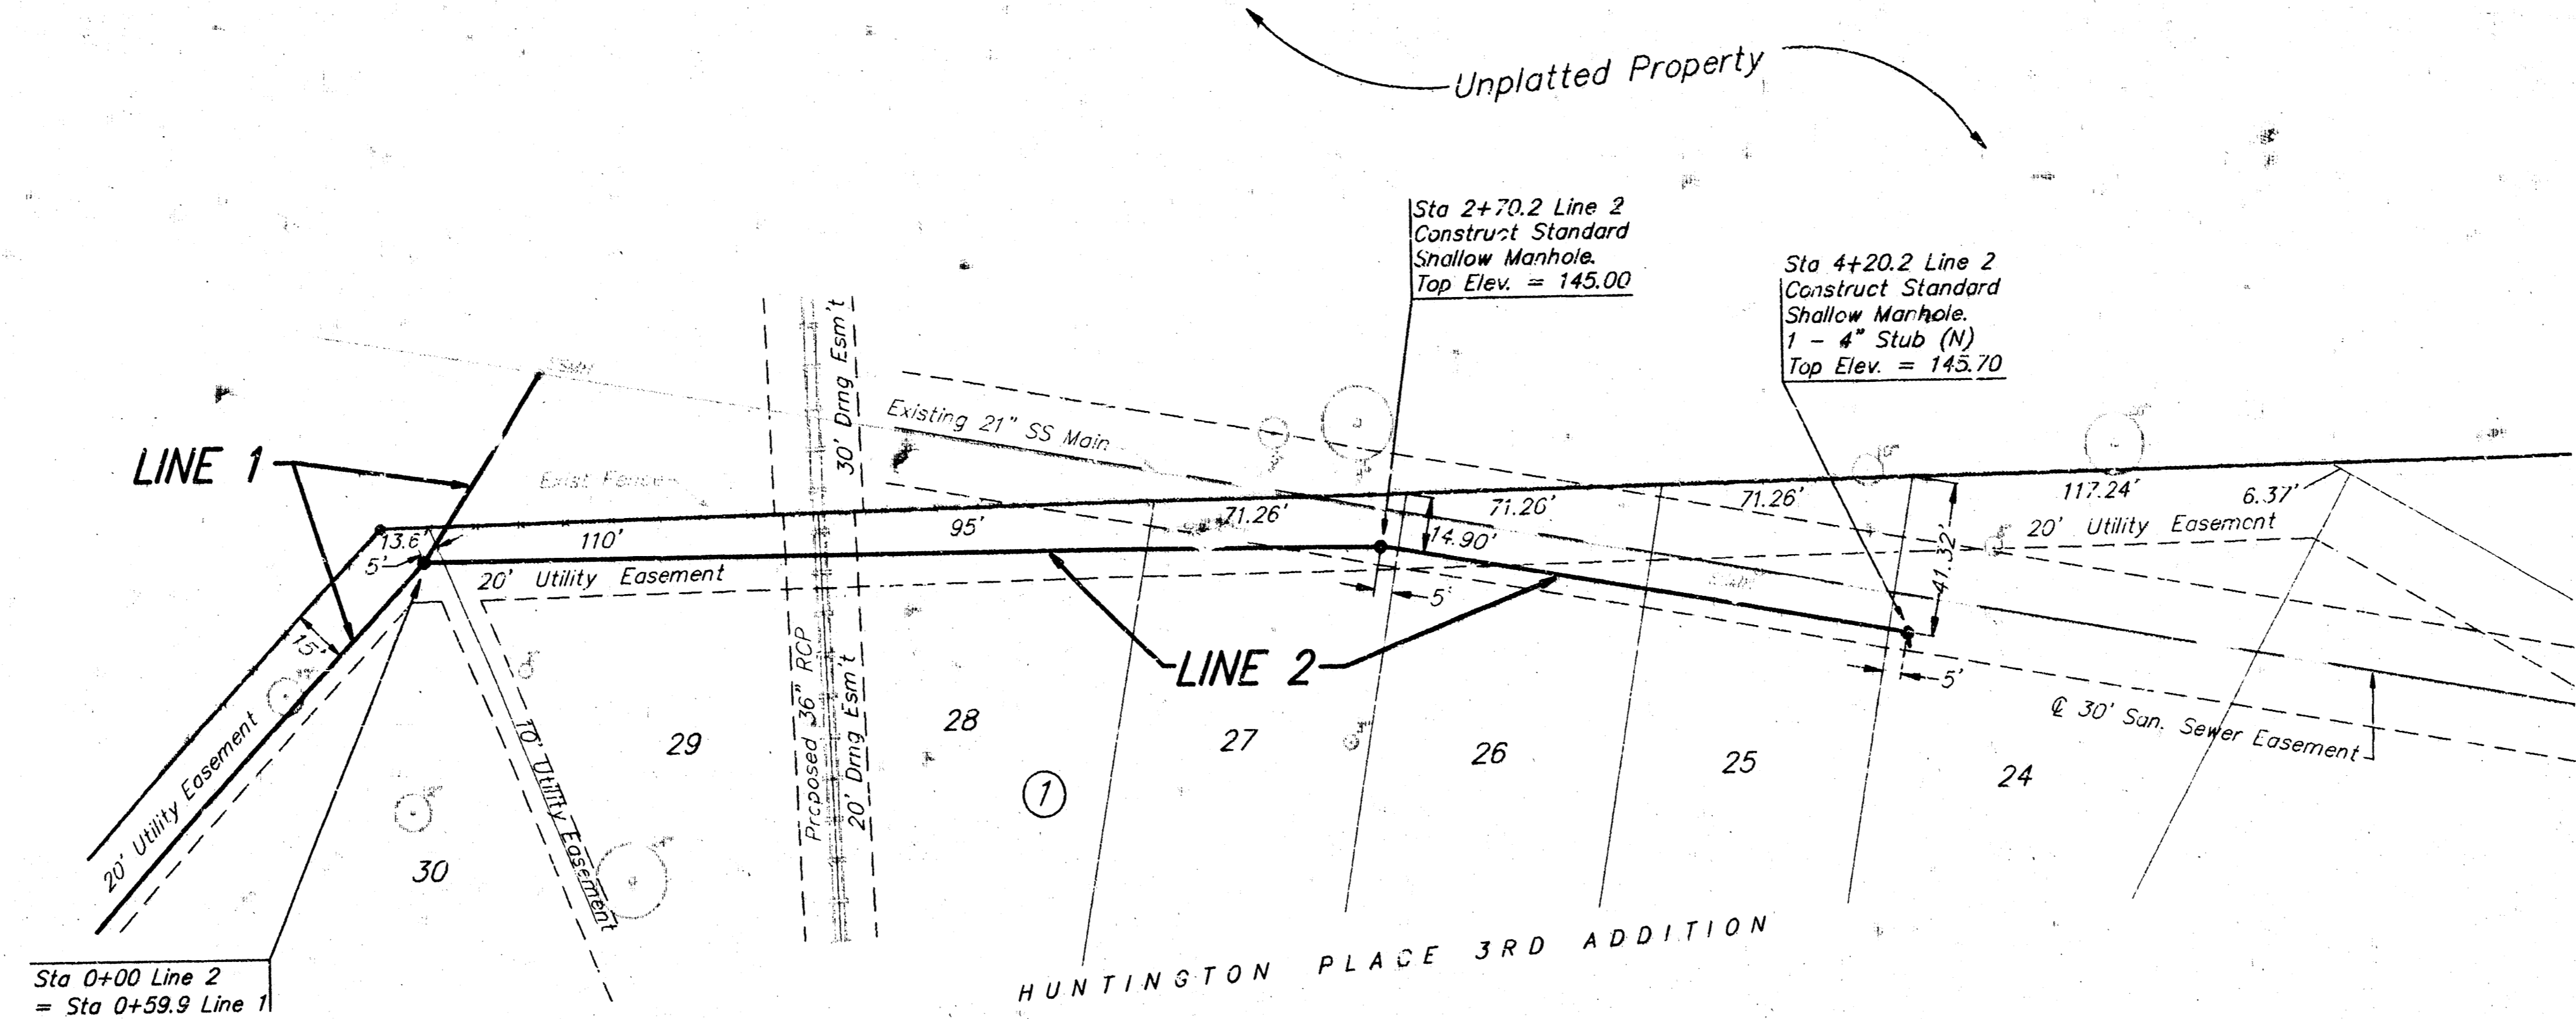 Unplatted Property
Sta 2+70.2 Line 2
Construct Standard
Shallow Manhole.
Top Elev. = 145.00
Sta 4+20.2 Line 2
Construct Standard
Shallow Manhole.
1 - 4" Stub (N)
Top Elev. = 145.70
SSMH
30' Drng Esm't
Existing 21" SS Main
LINE 1
Exist Fence
13.6'
110'
95'
71.26'
71.26'
71.26'
117.24'
6.37'
5'
14.90'
41.32'
20' Utility Easement
20' Utility Easement
5'
15'
LINE 2
5'
℄ 30' San. Sewer Easement
20' Utility Easement
10' Utility Easement
Proposed 36" RCP
20' Drng Esm't
30
29
28
27
26
25
24
1
HUNTINGTON PLACE 3RD ADDITION
Sta 0+00 Line 2
= Sta 0+59.9 Line 1